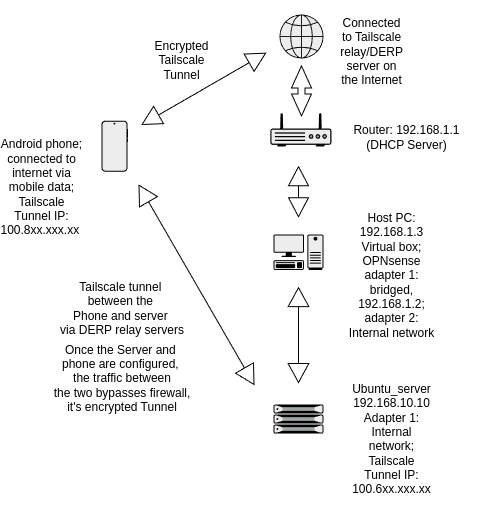 Connected
to Tailscale
relay/DERP
server on
the Internet
Encrypted
Tailscale
Tunnel
Router: 192.168.1.1
(DHCP Server)
Android phone;
connected to
internet via
mobile data;
Tailscale
Tunnel IP:
100.8xx.xxx.xx
Host PC:
192.168.1.3
Virtual box;
OPNsense
adapter 1:
bridged,
192.168.1.2;
adapter 2:
Internal network
Tailscale tunnel
between the
Phone and server
via DERP relay servers
Once the Server and
phone are configured,
the traffic between
the two bypasses firewall,
it's encrypted Tunnel
Ubuntu_server
192.168.10.10
Adapter 1:
Internal
network;
Tailscale
Tunnel IP:
100.6xx.xxx.xx